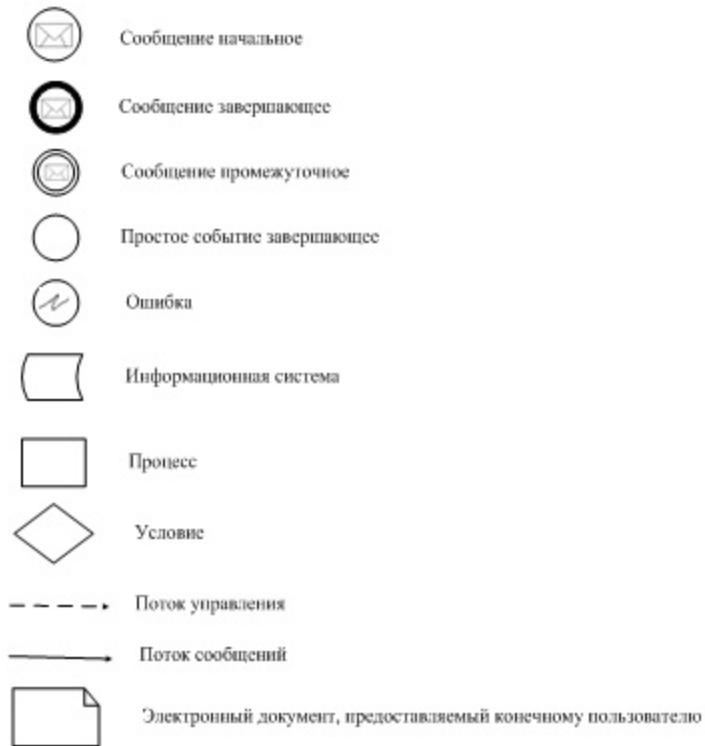 Сообщение начальное
Сообщение завершающее
Сообщение промежуточное
Простое событие завершающее
Ошибка
Информационная система
Процесс
Условие
Поток управления
Поток сообщений
Электронный документ, предоставляемый конечному пользователю